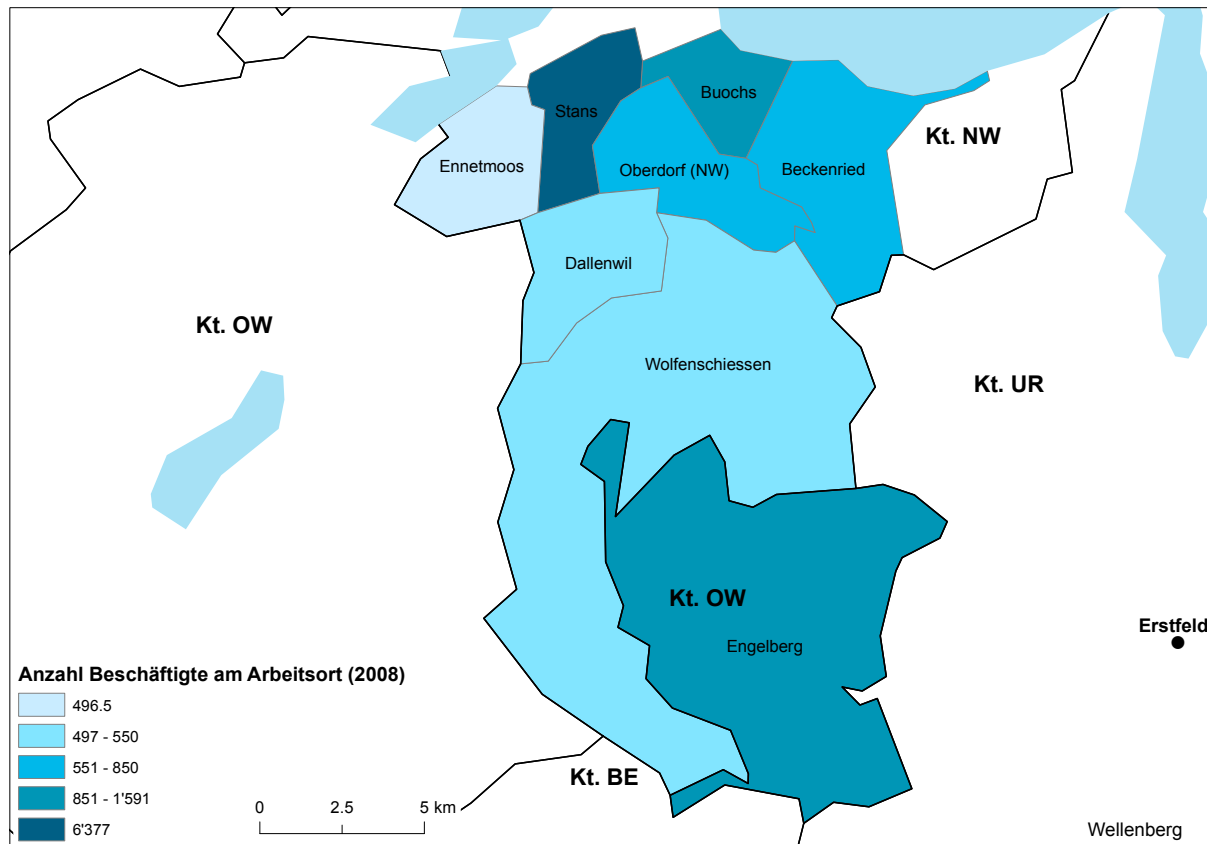 Buochs
Stans
Kt. NW
Ennetmoos
Oberdorf (NW)
Beckenried
Dallenwil
Kt. OW
Wolfenschiessen
Kt. UR
Kt. OW
Erstfeld
Engelberg
Anzahl Beschäftigte am Arbeitsort (2008)
496.5
497 - 550
551 - 850
851 - 1'591
6'377
Kt. BE
0 2.5 5 km
Wellenberg